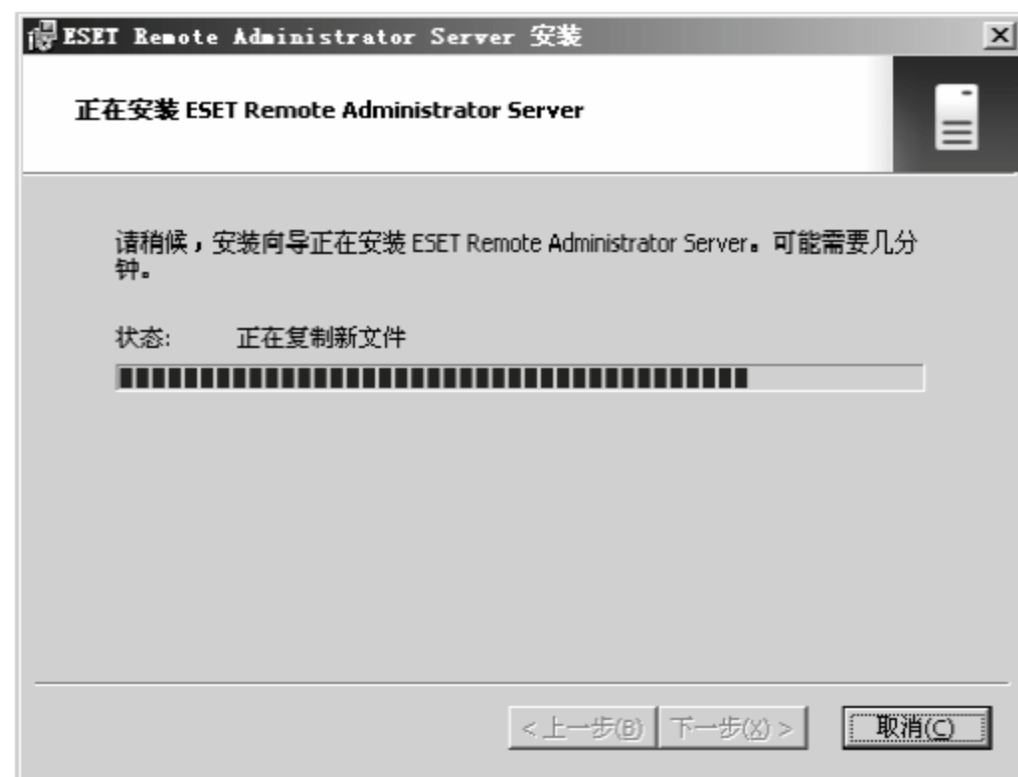 ESET Remote Administrator Server 安装
正在安装 ESET Remote Administrator Server
请稍候，安装向导正在安装 ESET Remote Administrator Server。可能需要几分
钟。
状态: 正在复制新文件
< 上一步(B) 下一步(X) > 取消(C)